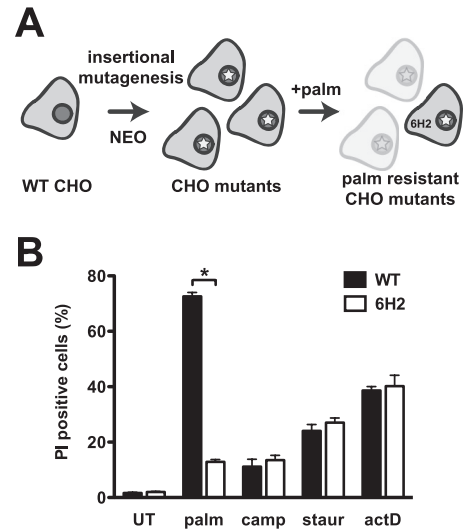 A
insertional
mutagenesis
NEO
+palm
6H2
WT CHO
CHO mutants
palm resistant
CHO mutants
B
PI positive cells (%)
80
60
40
20
0
*
WT
6H2
UT palm camp staur actD